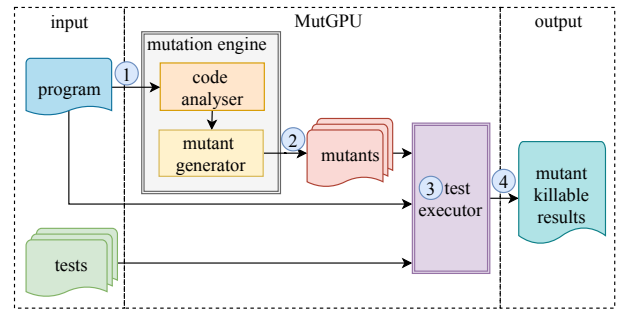 input
MutGPU
output
mutation engine
program
1
code
analyser
mutant
generator
2
mutants
3 test
executor
4
mutant
killable
results
tests